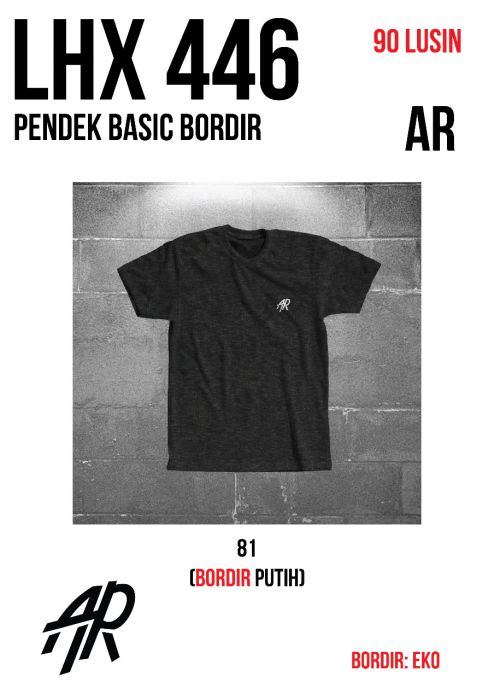 LHX 446
90 LUSIN
PENDEK BASIC BORDIR
AR
AR
81
(BORDIR PUTIH)
AR
BORDIR: EKO